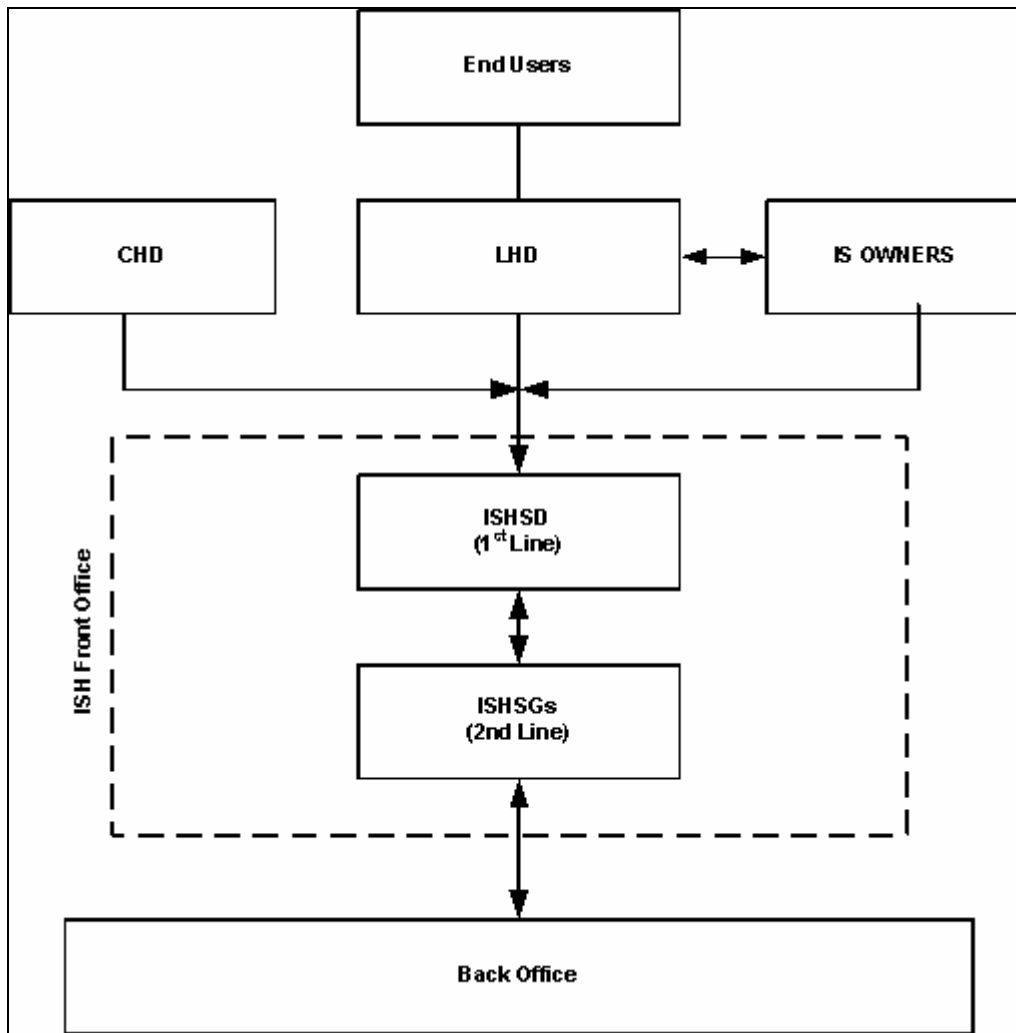 End Users
CHD
LHD
IS OWNERS
ISHSD
(1st Line)
ISH Front Office
ISHSGs
(2nd Line)
Back Office